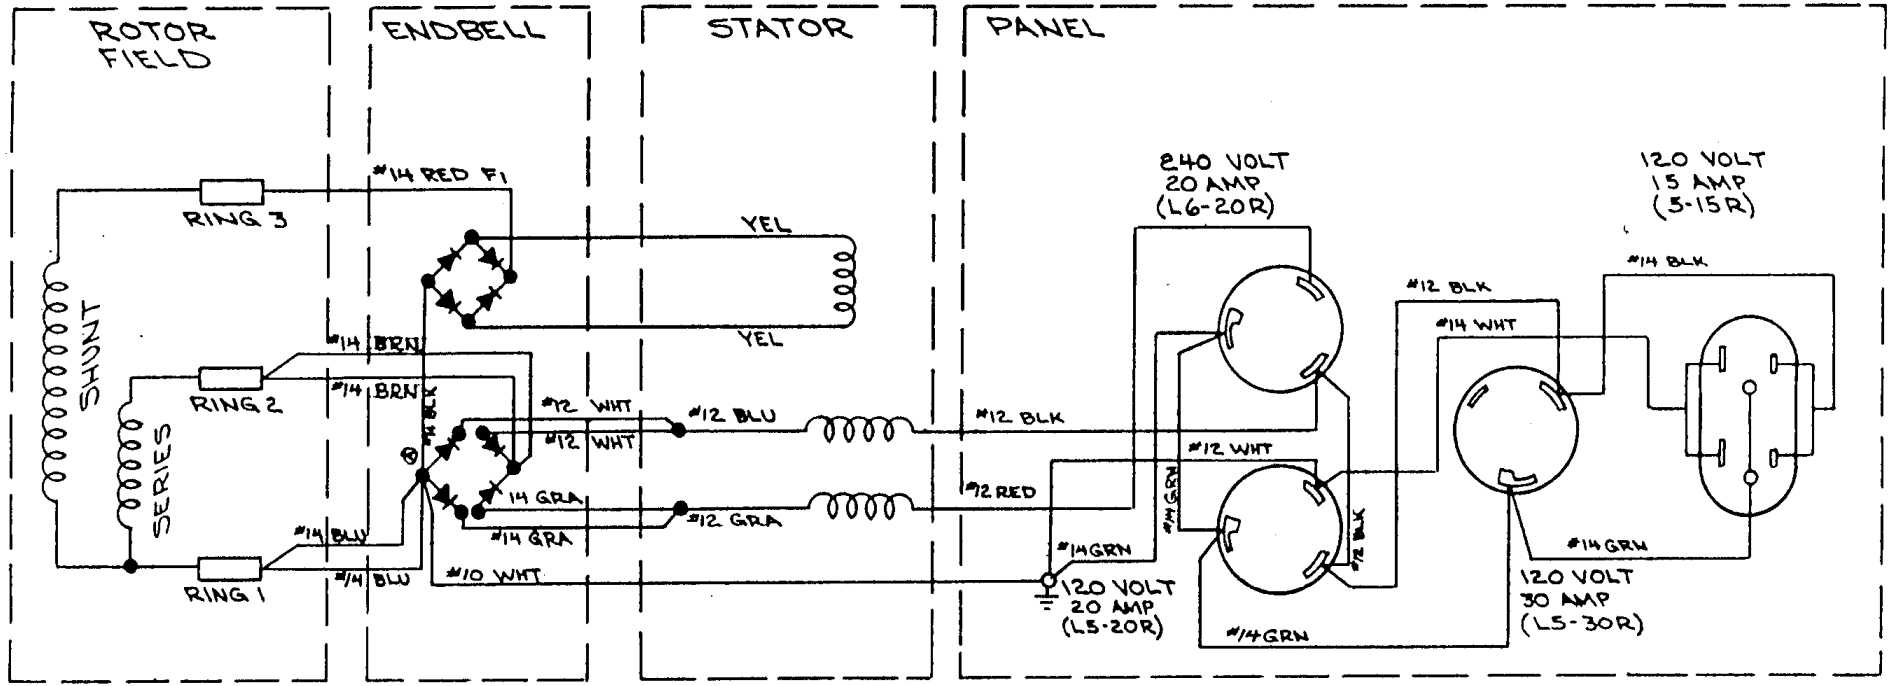 ROTOR
FIELD
ENDBELL
STATOR
PANEL
240 VOLT
20 AMP
(L6-20R)
120 VOLT
15 AMP
(5-15R)
#14 RED F1
RING 3
YEL
YEL
#14 BLK
#12 BLK
#14 WHT
SHUNT
#14 BRN
RING 2
#14 BRN
#14 BLK
#12 WHT
#12 BLU
#12 BLK
#12 WHT
#12 WHT
SERIES
A
14 GRA
#12 RED
#14 GRN
#12 GRA
#14 GRA
#14 BLU
#14 BLU
RING 1
#10 WHT
#14 GRN
#12 BLK
#14 GRN
120 VOLT
20 AMP
(L5-20R)
120 VOLT
30 AMP
(L5-30R)
#14 GRN